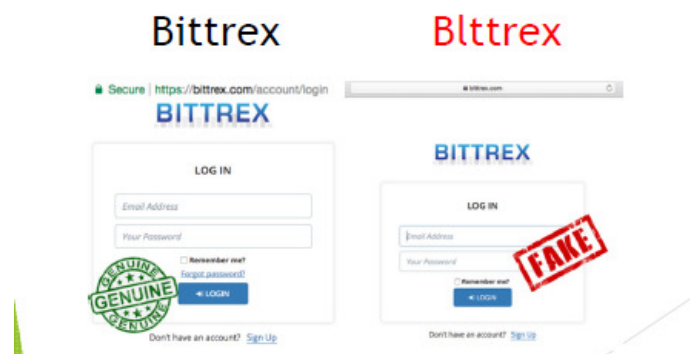 Bittrex
Blttrex
Secure | https://bittrex.com/account/login
BITTREX
LOG IN
Email Address
Your Password
Remember me?
Forgot password?
LOGIN
Don't have an account? Sign Up
GENUINE
GENUINE
GENUINE
BITTREX
LOG IN
Email Address
Your Password
Remember me?
LOGIN
Don't have an account? Sign Up
FAKE